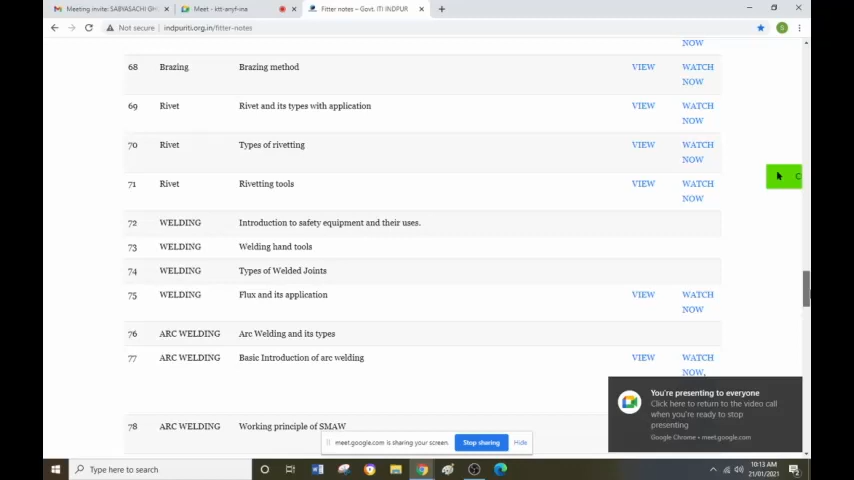 Meeting invite: SABYASACHI GH
Meet - ktt-anyf-ina
Fitter notes – Govt. ITI INDPUR
Not secure
indpuriti.org.in/fitter-notes
NOW
68 Brazing Brazing method VIEW WATCH
NOW
69 Rivet Rivet and its types with application VIEW WATCH
NOW
70 Rivet Types of rivetting VIEW WATCH
NOW
71 Rivet Rivetting tools VIEW WATCH
NOW
72 WELDING Introduction to safety equipment and their uses.
73 WELDING Welding hand tools
74 WELDING Types of Welded Joints
75 WELDING Flux and its application VIEW WATCH
NOW
76 ARC WELDING Arc Welding and its types
77 ARC WELDING Basic Introduction of arc welding VIEW WATCH
NOW,
You're presenting to everyone
Click here to return to the video call
when you're ready to stop
presenting
Google Chrome • meet.google.com
78 ARC WELDING Working principle of SMAW
meet.google.com is sharing your screen. Stop sharing Hide
Type here to search
10:13 AM
21/01/2021